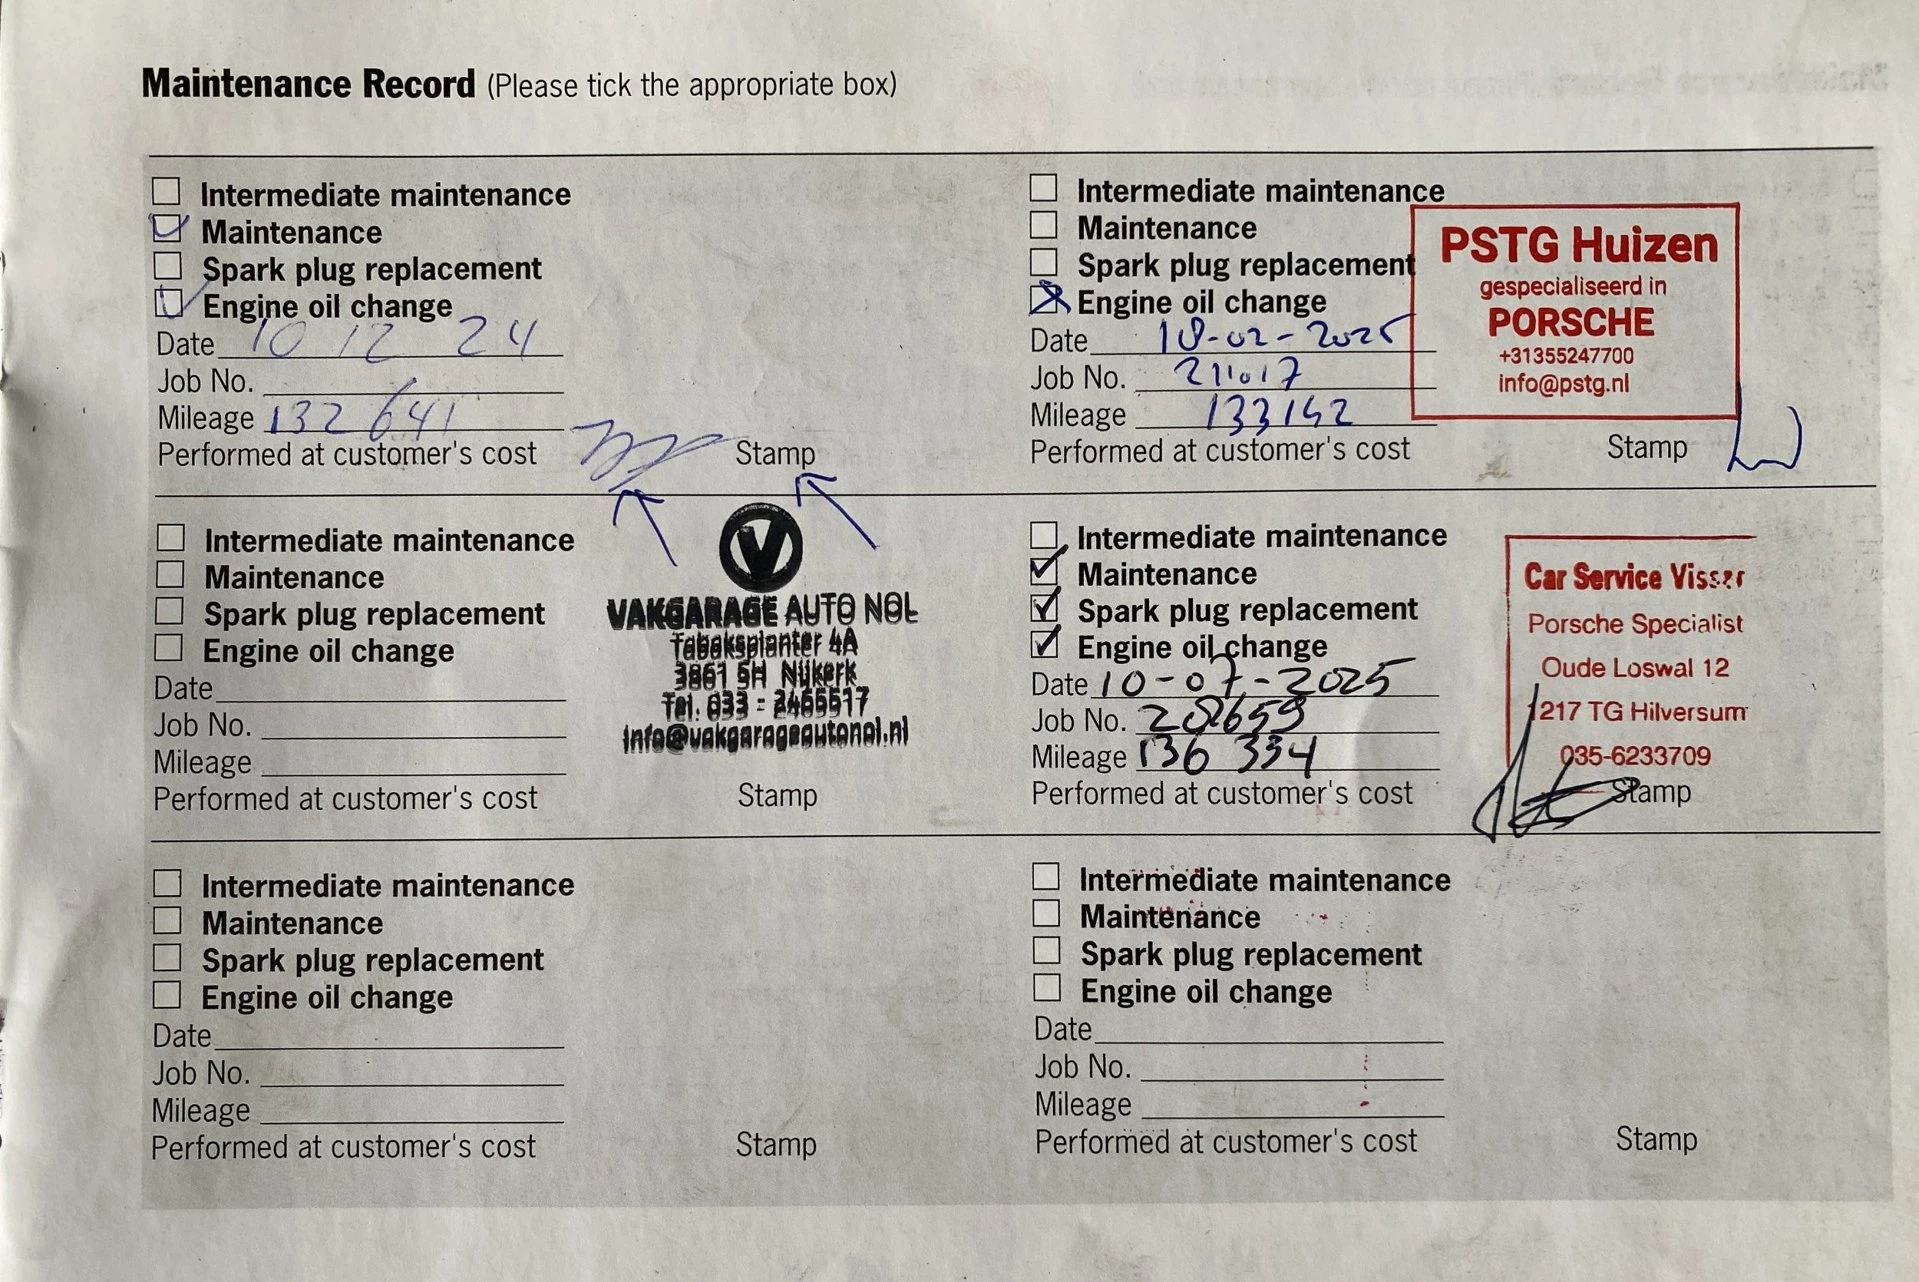 Maintenance Record (Please tick the appropriate box)
Intermediate maintenance
Maintenance
Spark plug replacement
Engine oil change
Date 10 12 24
Job No.
Mileage 132 641
Performed at customer's cost
Stamp
Intermediate maintenance
Maintenance
Spark plug replacement
Engine oil change
Date 18-02-2025
Job No. 211017
Mileage 133142
Performed at customer's cost
PSTG Huizen
gespecialiseerd in
PORSCHE
+31355247700
info@pstg.nl
Stamp
Intermediate maintenance
Maintenance
Spark plug replacement
Engine oil change
Date
Job No.
Mileage
Performed at customer's cost
VAKGARAGE AUTO NOL
Tabaksplanter 4A
3861 SH Nijkerk
Tel. 033 - 2465517
info@vakgarageautonol.nl
Stamp
Intermediate maintenance
Maintenance
Spark plug replacement
Engine oil change
Date 10-07-2025
Job No. 28659
Mileage 136 334
Performed at customer's cost
Car Service Visser
Porsche Specialist
Oude Loswal 12
1217 TG Hilversum
035-6233709
Stamp
Intermediate maintenance
Maintenance
Spark plug replacement
Engine oil change
Date
Job No.
Mileage
Performed at customer's cost
Stamp
Intermediate maintenance
Maintenance
Spark plug replacement
Engine oil change
Date
Job No.
Mileage
Performed at customer's cost
Stamp